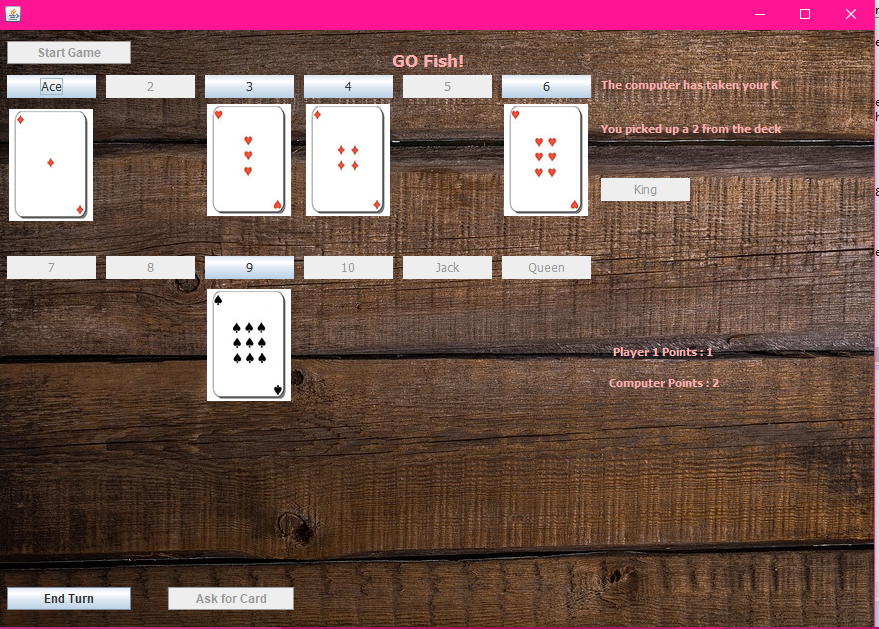 Start Game
GO Fish!
Ace 2 3 4 5 6
The computer has taken your K
You picked up a 2 from the deck
King
7 8 9 10 Jack Queen
Player 1 Points : 1
Computer Points : 2
End Turn Ask for Card